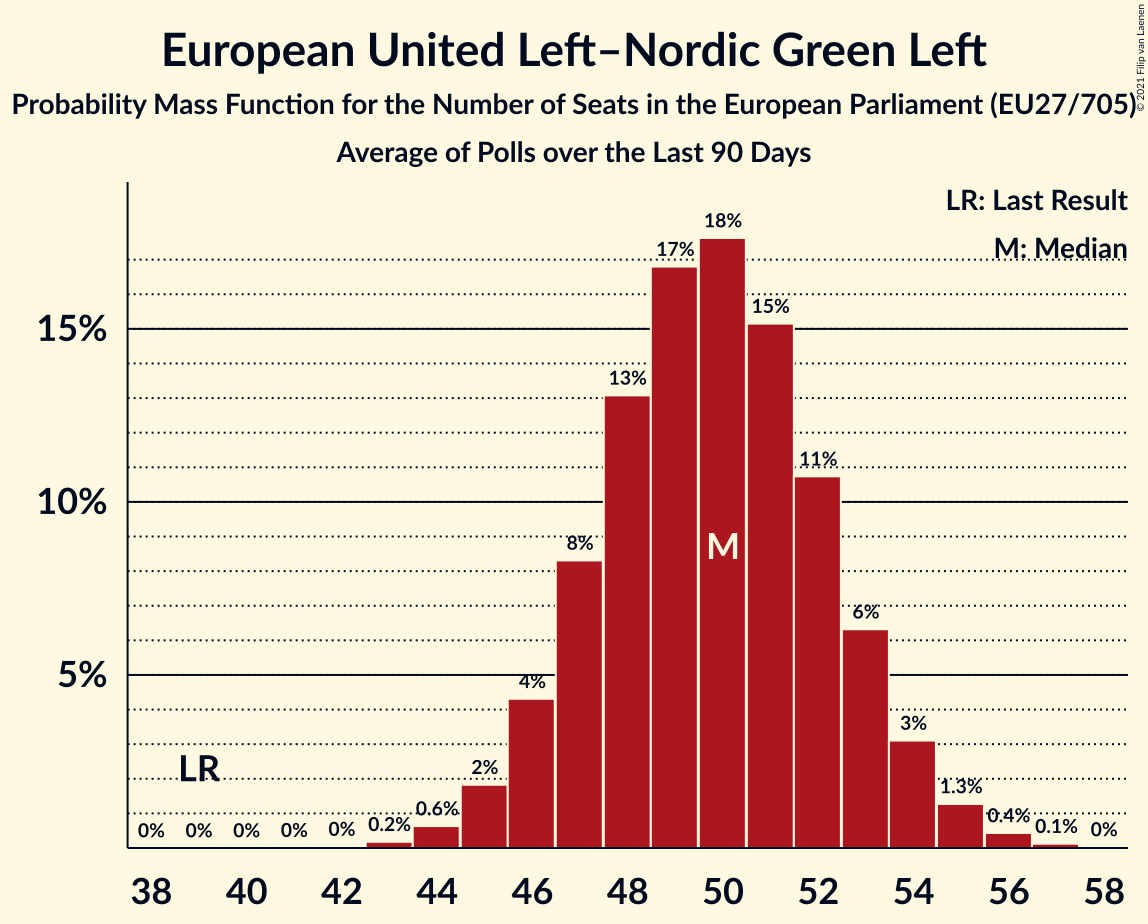 European United Left–Nordic Green Left
Probability Mass Function for the Number of Seats in the European Parliament (EU27/705)
Average of Polls over the Last 90 Days
© 2021 Filip van Laenen
LR: Last Result
M: Median
18%
17%
15%
15%
13%
11%
10%
8%
M
6%
5%
4%
3%
LR
2%
1.3%
0% 0% 0% 0% 0% 0.2% 0.6% 0.4% 0.1% 0%
38 40 42 44 46 48 50 52 54 56 58